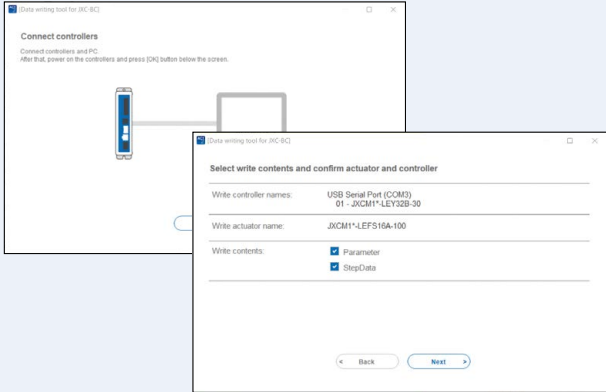 [Data writing tool for JXC-BC]
Connect controllers
Connect controllers and PC.
After that, power on the controllers and press [OK] button below the screen.
[Data writing tool for JXC-BC]
Select write contents and confirm actuator and controller
Write controller names: USB Serial Port (COM3)
01 - JXCM1*-LEY32B-30
Write actuator name: JXCM1*-LEFS16A-100
Write contents: Parameter
StepData
< Back Next >